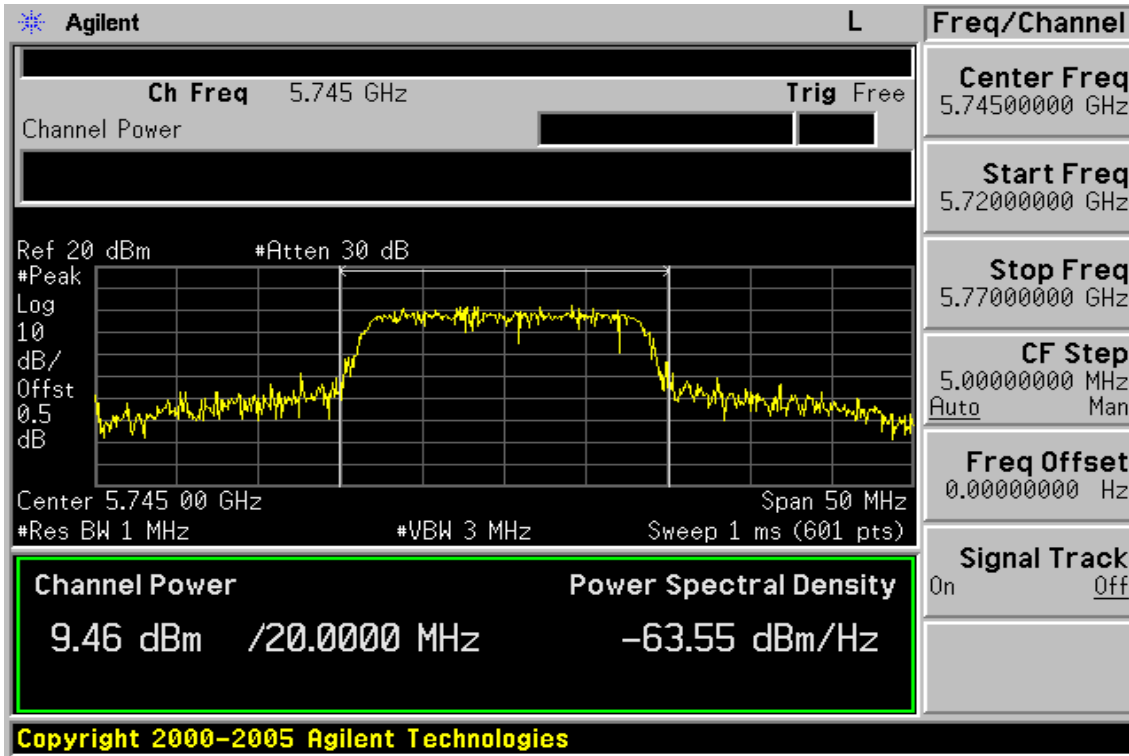 Agilent L Freq/Channel
Ch Freq 5.745 GHz Trig Free
Channel Power
Ref 20 dBm #Atten 30 dB
#Peak
Log
10
dB/
Offst
0.5
dB
Center 5.745 00 GHz Span 50 MHz
#Res BW 1 MHz #VBW 3 MHz Sweep 1 ms (601 pts)
Channel Power Power Spectral Density
9.46 dBm /20.0000 MHz -63.55 dBm/Hz
Copyright 2000-2005 Agilent Technologies
Center Freq
5.74500000 GHz
Start Freq
5.72000000 GHz
Stop Freq
5.77000000 GHz
CF Step
5.00000000 MHz
Auto Man
Freq Offset
0.00000000 Hz
Signal Track
On Off